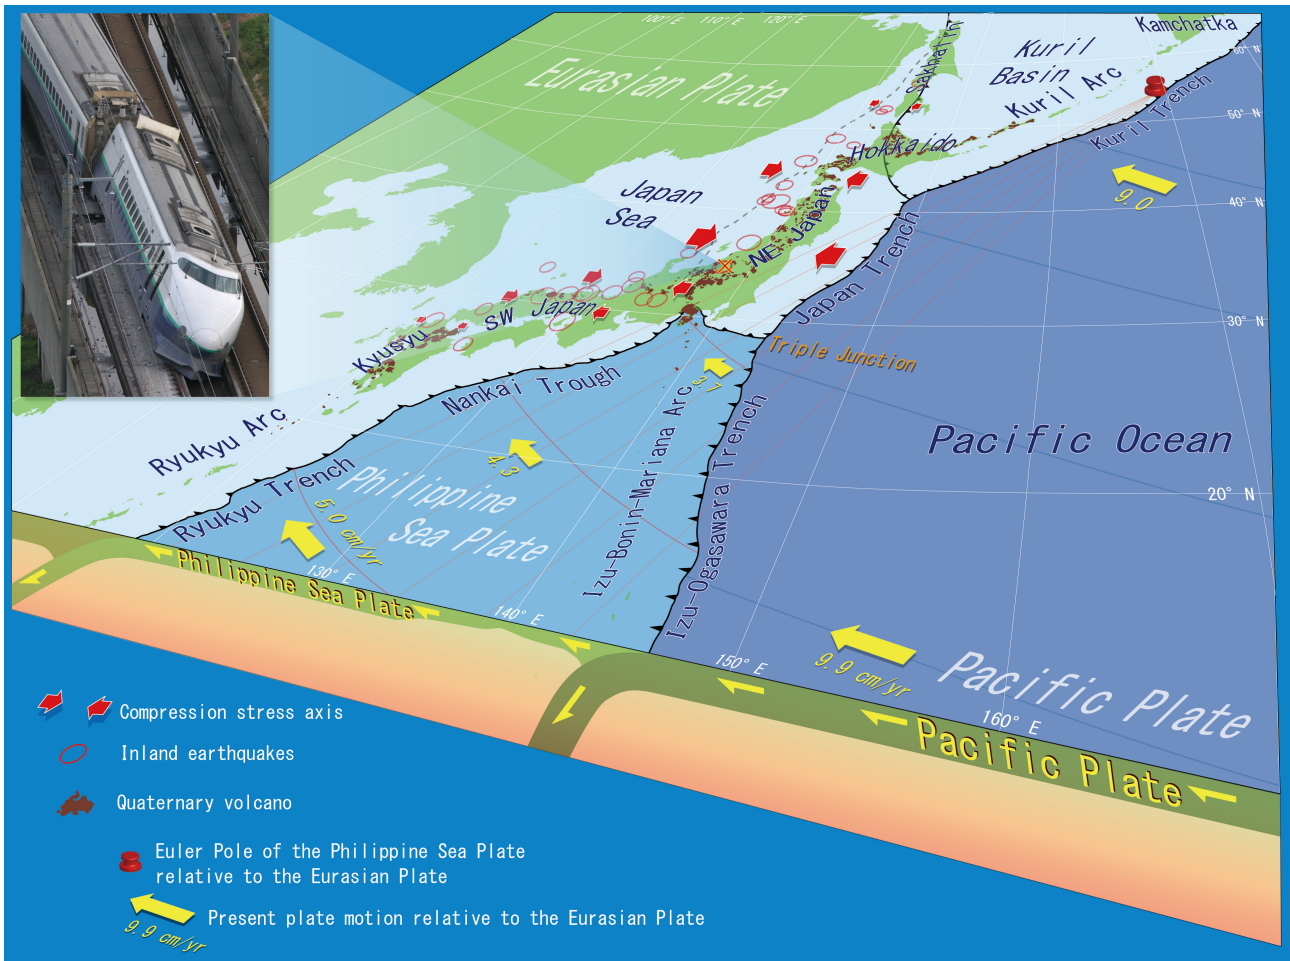 100° E
110° E
120° E
Kamchatka
Eurasian Plate
Sakhalin
Kuril
Basin
Kuril Arc
Kuril Trench
60° N
50° N
Hokkaido
9.0
40° N
Japan
Sea
NE Japan
Japan Trench
30° N
SW Japan
Kyusyu
Triple Junction
3.1
Nankai Trough
Ryukyu Arc
Izu-Bonin-Mariana Arc
Pacific Ocean
4.3
Ryukyu Trench
Philippine
Sea Plate
Izu-Ogasawara Trench
20° N
5.0 cm/yr
130° E
Philippine Sea Plate
140° E
150° E
9.9 cm/yr
Pacific Plate
160° E
Pacific Plate
Compression stress axis
Inland earthquakes
Quaternary volcano
Euler Pole of the Philippine Sea Plate
relative to the Eurasian Plate
Present plate motion relative to the Eurasian Plate
9.9 cm/yr